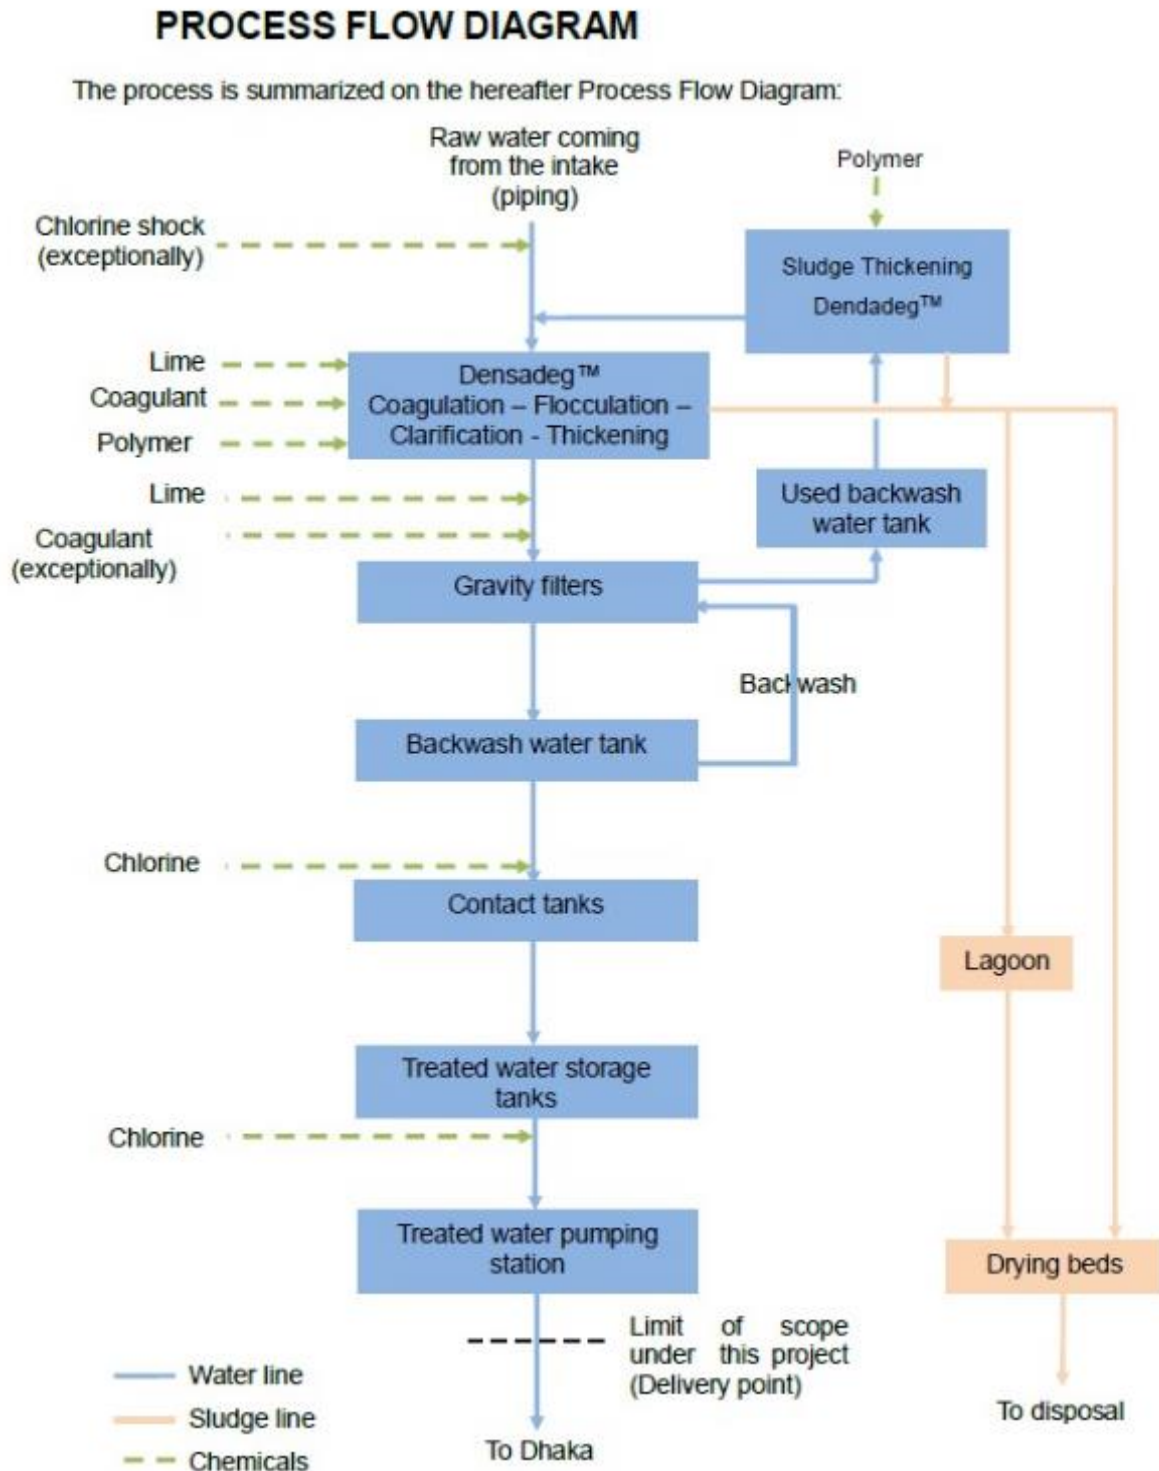 PROCESS FLOW DIAGRAM
The process is summarized on the hereafter Process Flow Diagram:
Raw water coming
from the intake
(piping)
Polymer
Chlorine shock
(exceptionally)
Sludge Thickening
Dendadeg™
Lime
Coagulant
Polymer
Densadeg™
Coagulation – Flocculation –
Clarification - Thickening
Lime
Coagulant
(exceptionally)
Used backwash
water tank
Gravity filters
Backwash
Backwash water tank
Chlorine
Contact tanks
Lagoon
Treated water storage
tanks
Chlorine
Treated water pumping
station
Drying beds
Limit of scope
under this project
(Delivery point)
Water line
Sludge line
Chemicals
To Dhaka
To disposal